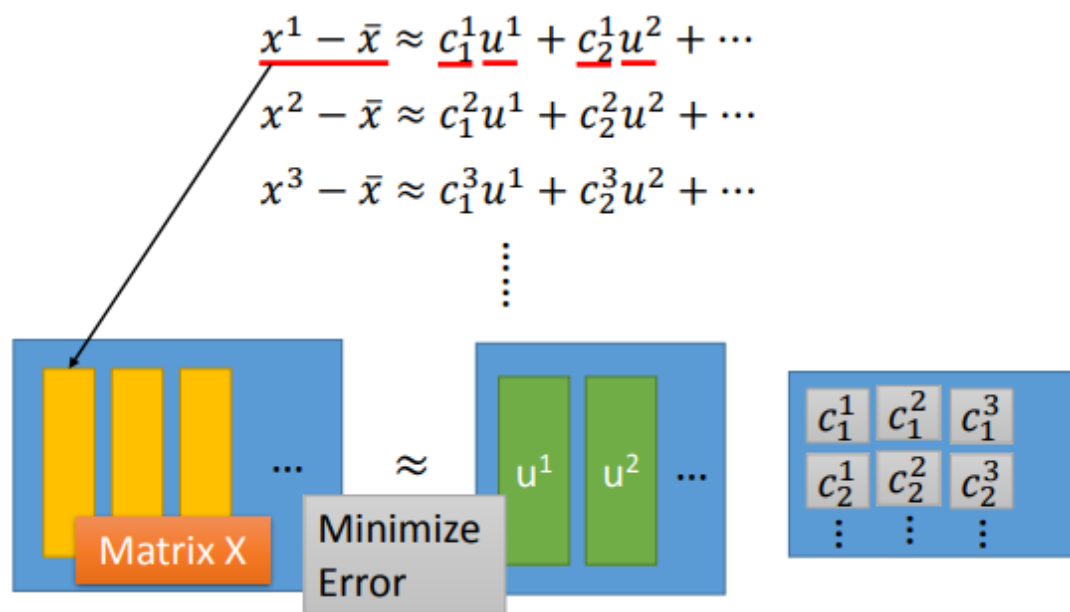 x¹ − x̄ ≈ c₁¹u¹ + c₂¹u² + ⋯
x² − x̄ ≈ c₁²u¹ + c₂²u² + ⋯
x³ − x̄ ≈ c₁³u¹ + c₂³u² + ⋯
⋮
c₁¹ c₁² c₁³
... ≈ u¹ u² ...
c₂¹ c₂² c₂³
⋮ ⋮ ⋮
Matrix X
Minimize
Error